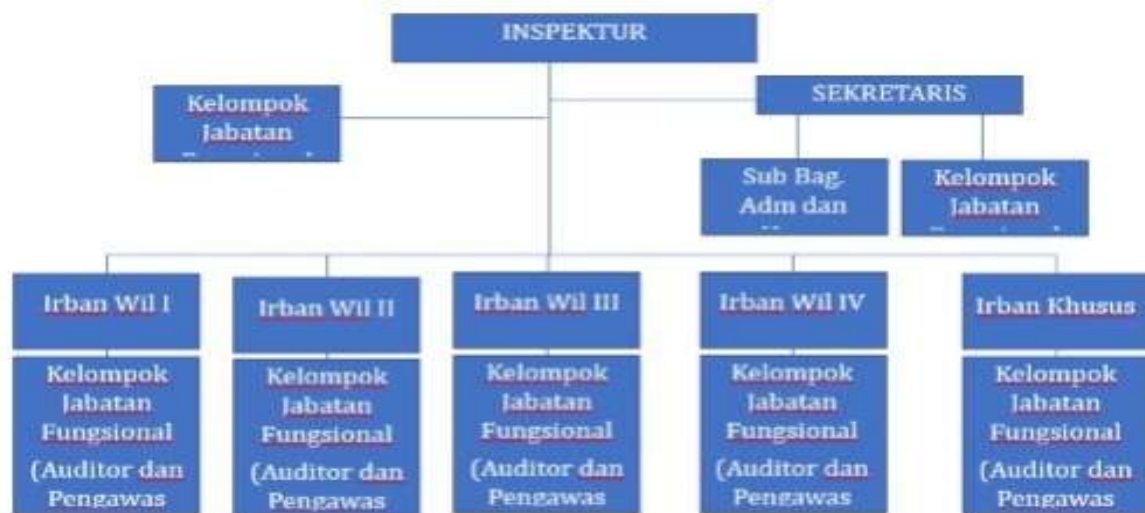 INSPEKTUR
Kelompok
Jabatan
SEKRETARIS
Sub Bag.
Adm dan
Kelompok
Jabatan
Irban Wil I
Irban Wil II
Irban Wil III
Irban Wil IV
Irban Khusus
Kelompok
Jabatan
Fungsional
(Auditor dan
Pengawas
Kelompok
Jabatan
Fungsional
(Auditor dan
Pengawas
Kelompok
Jabatan
Fungsional
(Auditor dan
Pengawas
Kelompok
Jabatan
Fungsional
(Auditor dan
Pengawas
Kelompok
Jabatan
Fungsional
(Auditor dan
Pengawas